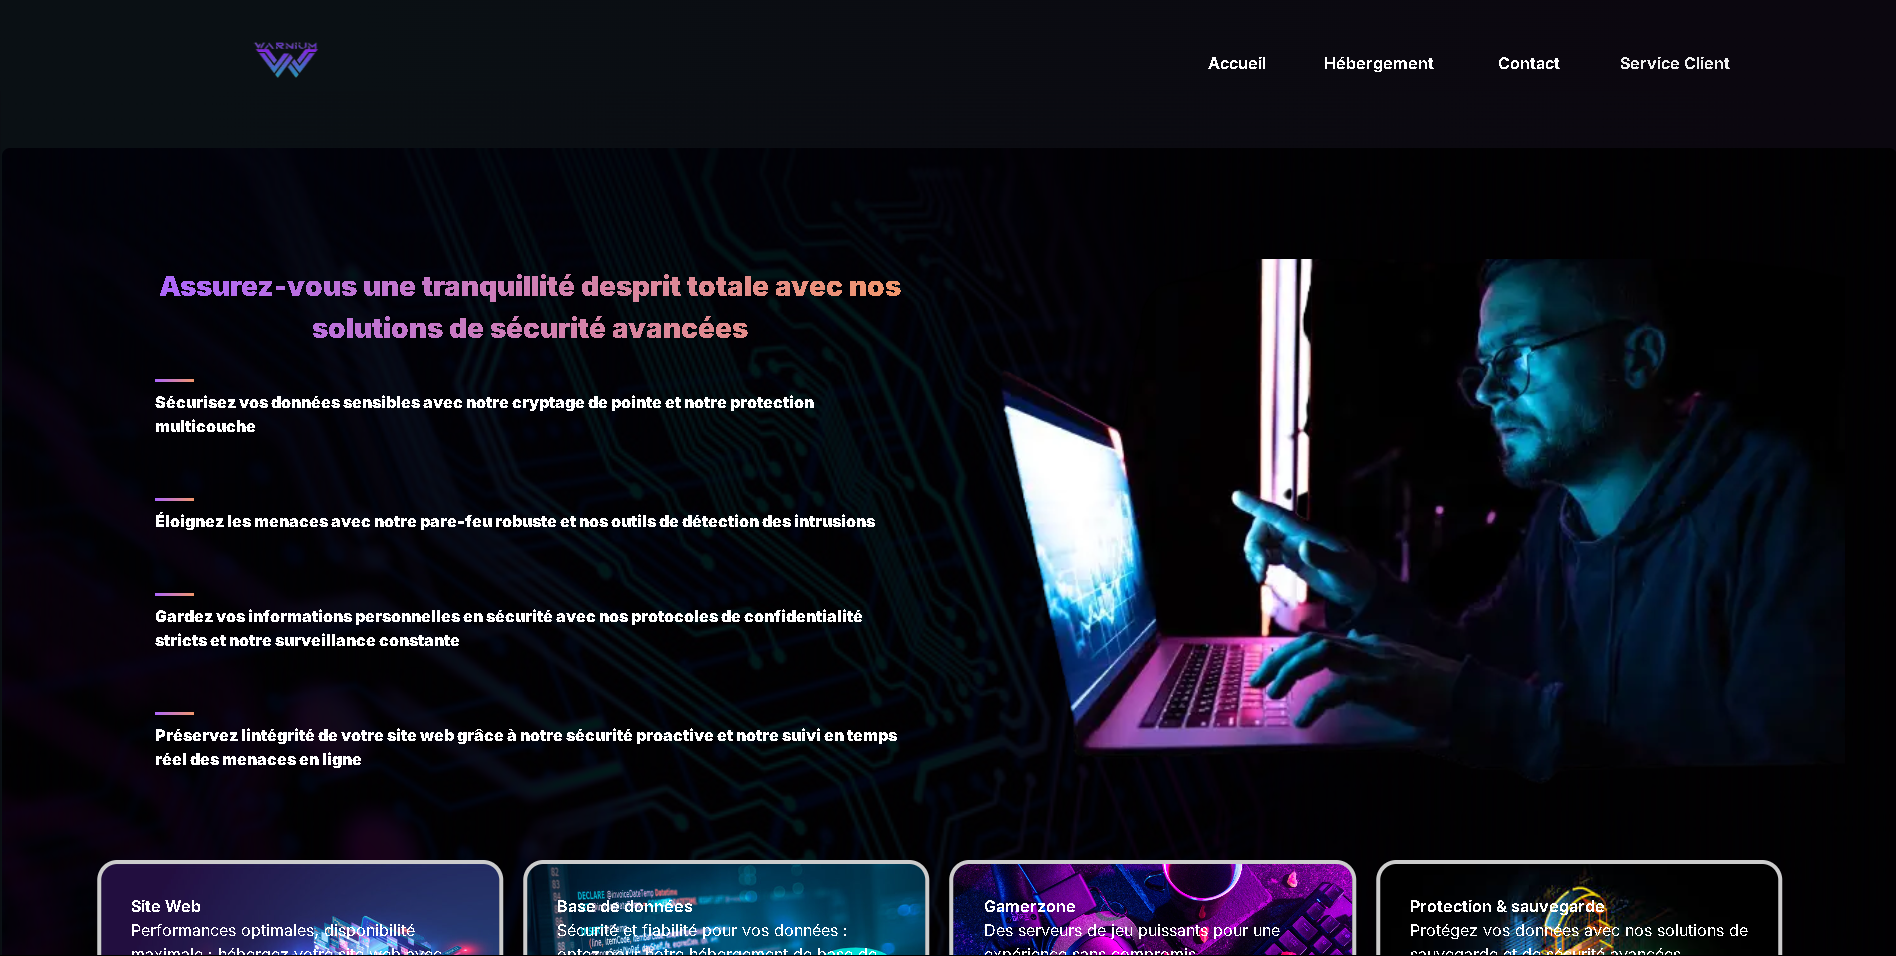 WARNIUM
Accueil Hébergement Contact Service Client
Assurez-vous une tranquillité desprit totale avec nos
solutions de sécurité avancées
Sécurisez vos données sensibles avec notre cryptage de pointe et notre protection
multicouche
Éloignez les menaces avec notre pare-feu robuste et nos outils de détection des intrusions
Gardez vos informations personnelles en sécurité avec nos protocoles de confidentialité
stricts et notre surveillance constante
Préservez lintégrité de votre site web grâce à notre sécurité proactive et notre suivi en temps
réel des menaces en ligne
Site Web
Performances optimales, disponibilité
maximale : hébergez votre site web avec
Base de données
Sécurité et fiabilité pour vos données :
optez pour notre hébergement de base de
Gamerzone
Des serveurs de jeu puissants pour une
expérience sans compromis
Protection & sauvegarde
Protégez vos données avec nos solutions de
sauvegarde et de sécurité avancées